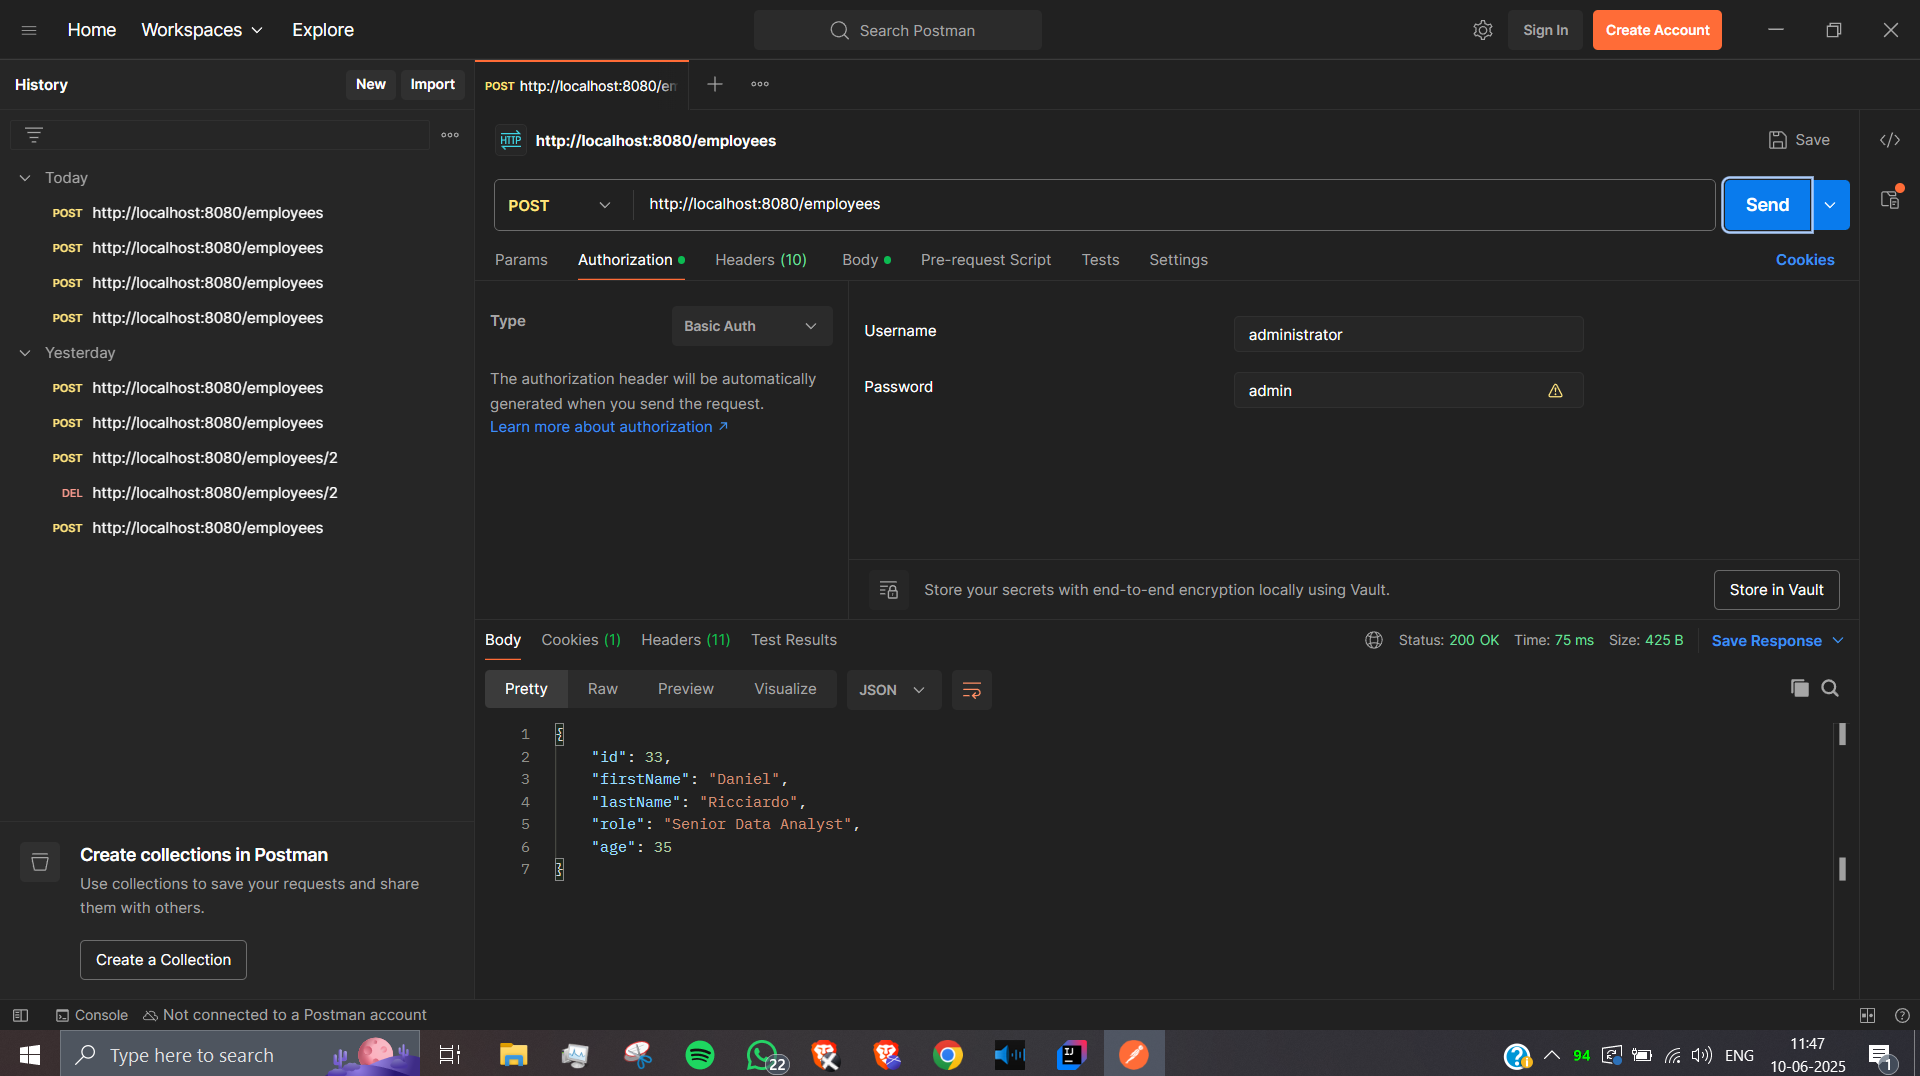 Home
Workspaces
Explore
Search Postman
Sign In
Create Account
History
New
Import
POST http://localhost:8080/em
HTTP http://localhost:8080/employees
Save
Today
POST http://localhost:8080/employees
POST http://localhost:8080/employees
POST http://localhost:8080/employees
POST http://localhost:8080/employees
Yesterday
POST http://localhost:8080/employees
POST http://localhost:8080/employees
POST http://localhost:8080/employees/2
DEL http://localhost:8080/employees/2
POST http://localhost:8080/employees
Create collections in Postman
Use collections to save your requests and share
them with others.
Create a Collection
POST
http://localhost:8080/employees
Send
Params
Authorization
Headers (10)
Body
Pre-request Script
Tests
Settings
Cookies
Type
Basic Auth
The authorization header will be automatically
generated when you send the request.
Learn more about authorization ↗
Username
administrator
Password
admin
Store your secrets with end-to-end encryption locally using Vault.
Store in Vault
Body
Cookies (1)
Headers (11)
Test Results
Status: 200 OK
Time: 75 ms
Size: 425 B
Save Response
Pretty
Raw
Preview
Visualize
JSON
1 {
2 "id": 33,
3 "firstName": "Daniel",
4 "lastName": "Ricciardo",
5 "role": "Senior Data Analyst",
6 "age": 35
7 }
Console
Not connected to a Postman account
Type here to search
22
IJ
94
ENG
11:47
10-06-2025
1